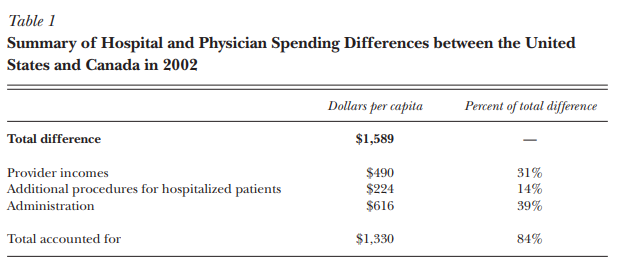 Table 1
Summary of Hospital and Physician Spending Differences between the United
States and Canada in 2002
Dollars per capita Percent of total difference
Total difference $1,589 —
Provider incomes $490 31%
Additional procedures for hospitalized patients $224 14%
Administration $616 39%
Total accounted for $1,330 84%